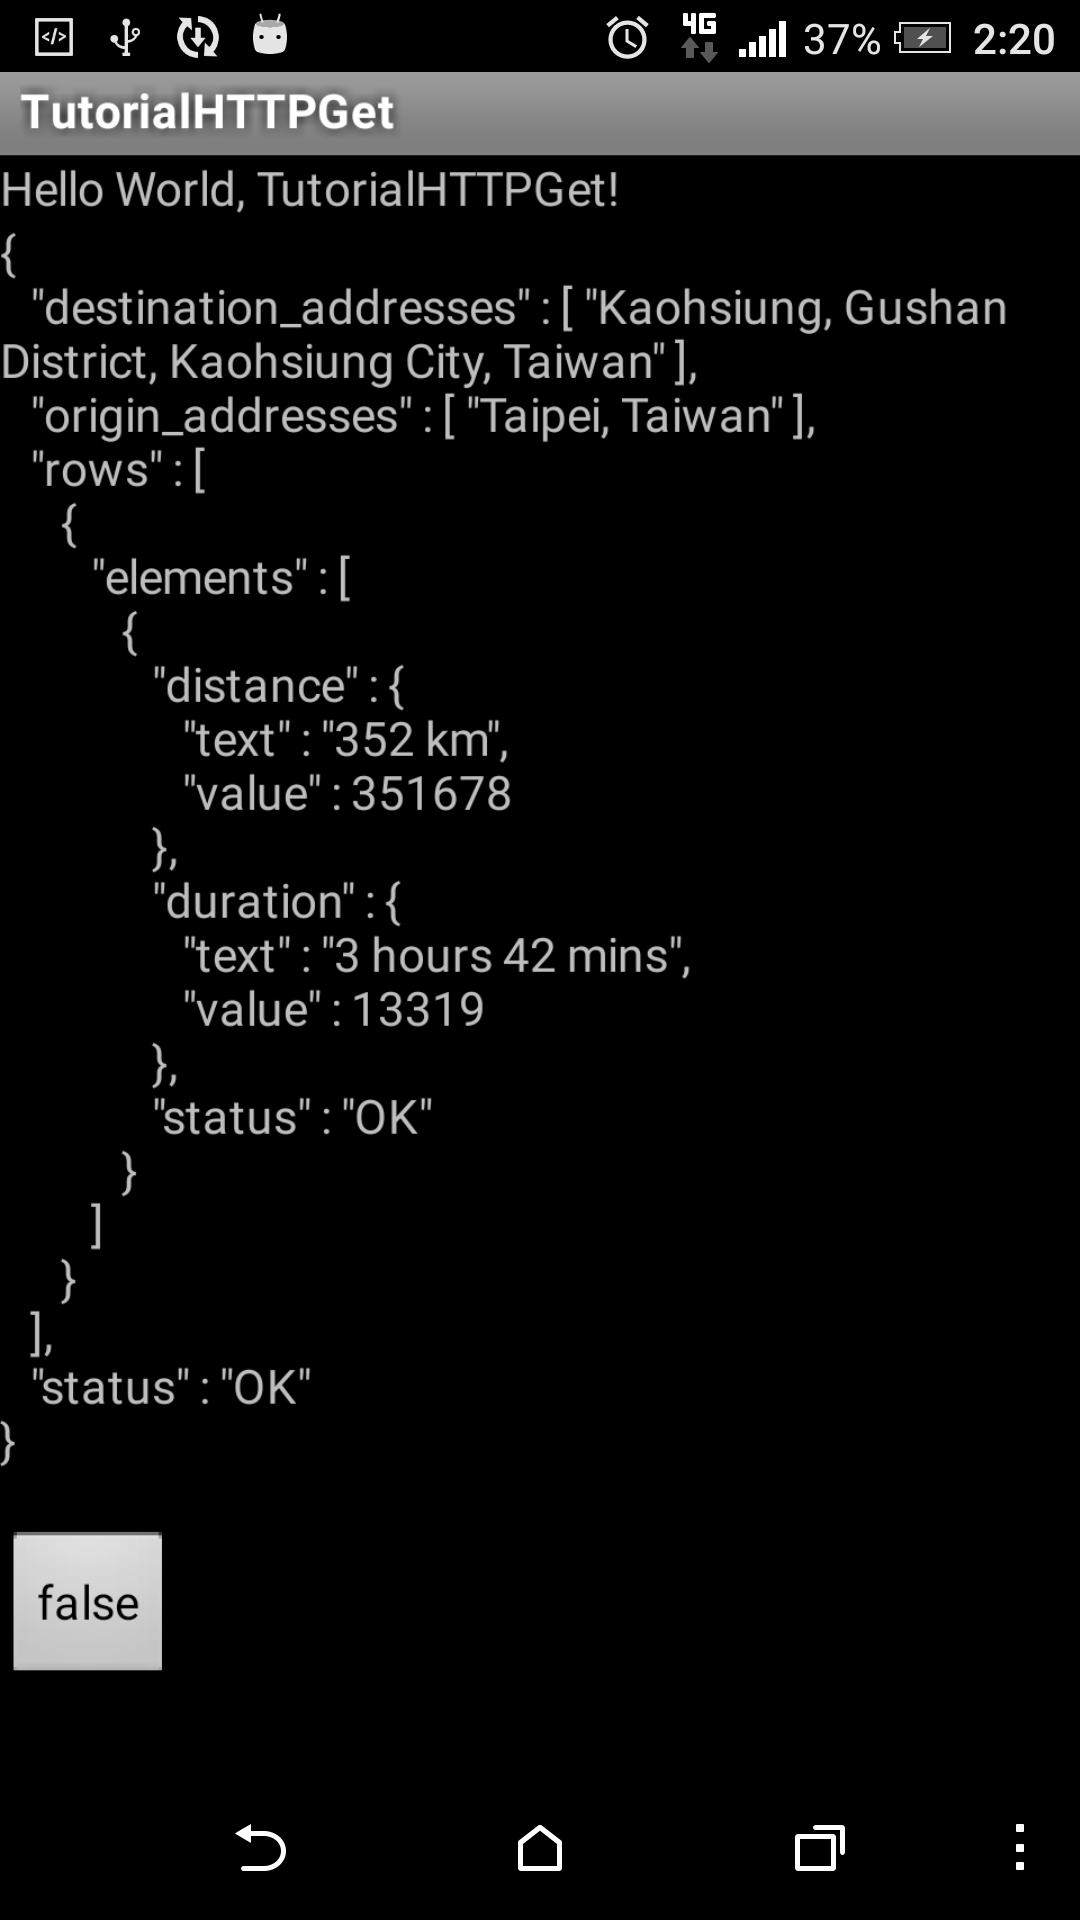 4G 37% 2:20
TutorialHTTPGet
Hello World, TutorialHTTPGet!
{
"destination_addresses" : [ "Kaohsiung, Gushan
District, Kaohsiung City, Taiwan" ],
"origin_addresses" : [ "Taipei, Taiwan" ],
"rows" : [
{
"elements" : [
{
"distance" : {
"text" : "352 km",
"value" : 351678
},
"duration" : {
"text" : "3 hours 42 mins",
"value" : 13319
},
"status" : "OK"
}
]
}
],
"status" : "OK"
}
false